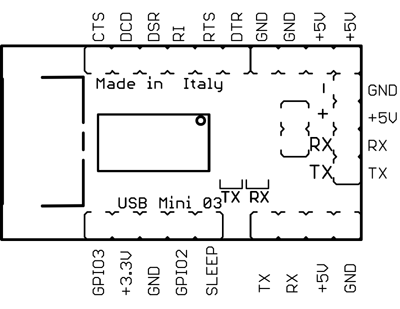 CTS DCD DSR RI RTS DTR GND GND +5V +5V
Made in Italy
GND
+5V
RX RX
TX TX
- +
USB Mini 03 TX RX
GPIO3 +3.3V GND GPIO2 SLEEP TX RX +5V GND